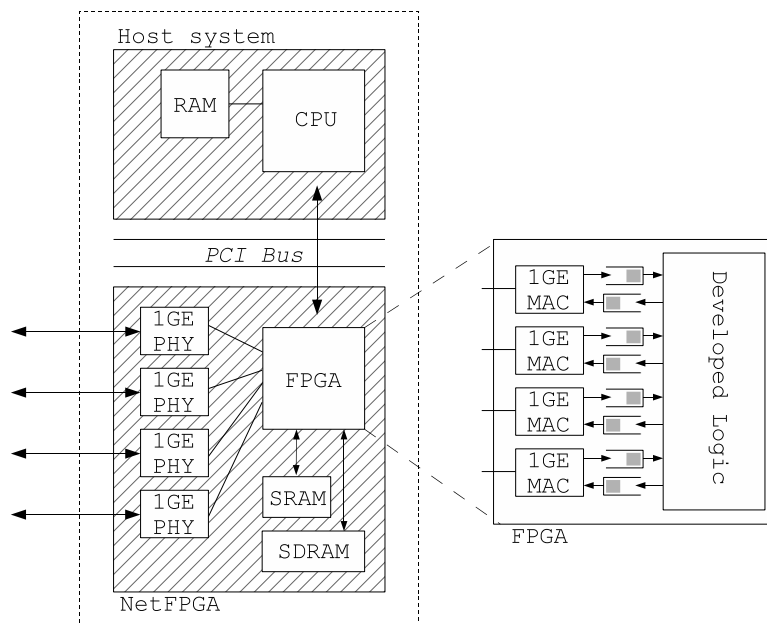 Host system
RAM
CPU
PCI Bus
1GE
PHY
1GE
PHY
1GE
PHY
1GE
PHY
FPGA
SRAM
SDRAM
NetFPGA
1GE
MAC
1GE
MAC
1GE
MAC
1GE
MAC
Developed Logic
FPGA